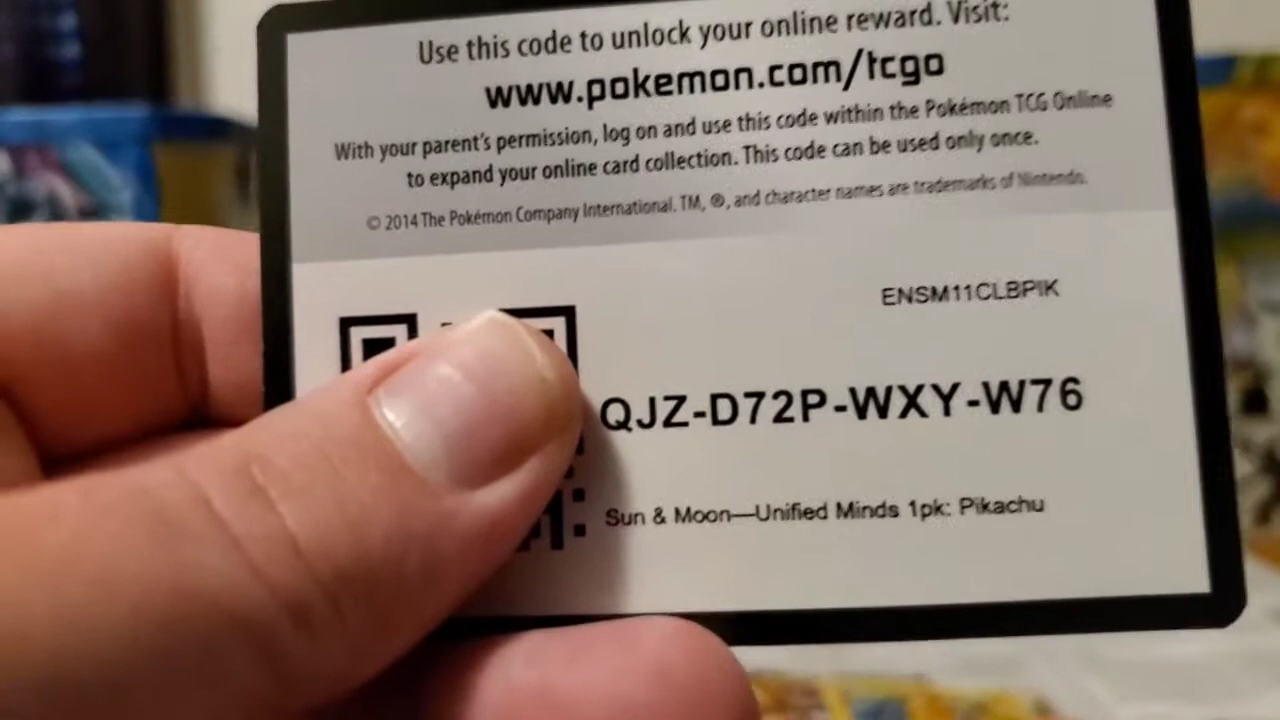 Use this code to unlock your online reward. Visit:
www.pokemon.com/tcgo
With your parent's permission, log on and use this code within the Pokémon TCG Online
to expand your online card collection. This code can be used only once.
© 2014 The Pokémon Company International. TM, ®, and character names are trademarks of Nintendo.
ENSM11CLBPIK
QJZ-D72P-WXY-W76
Sun & Moon—Unified Minds 1pk: Pikachu